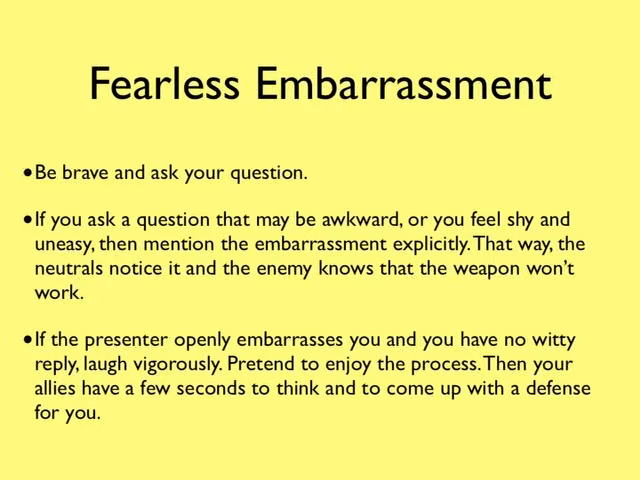 Fearless Embarrassment
•Be brave and ask your question.
•If you ask a question that may be awkward, or you feel shy and
uneasy, then mention the embarrassment explicitly. That way, the
neutrals notice it and the enemy knows that the weapon won't
work.
•If the presenter openly embarrasses you and you have no witty
reply, laugh vigorously. Pretend to enjoy the process. Then your
allies have a few seconds to think and to come up with a defense
for you.